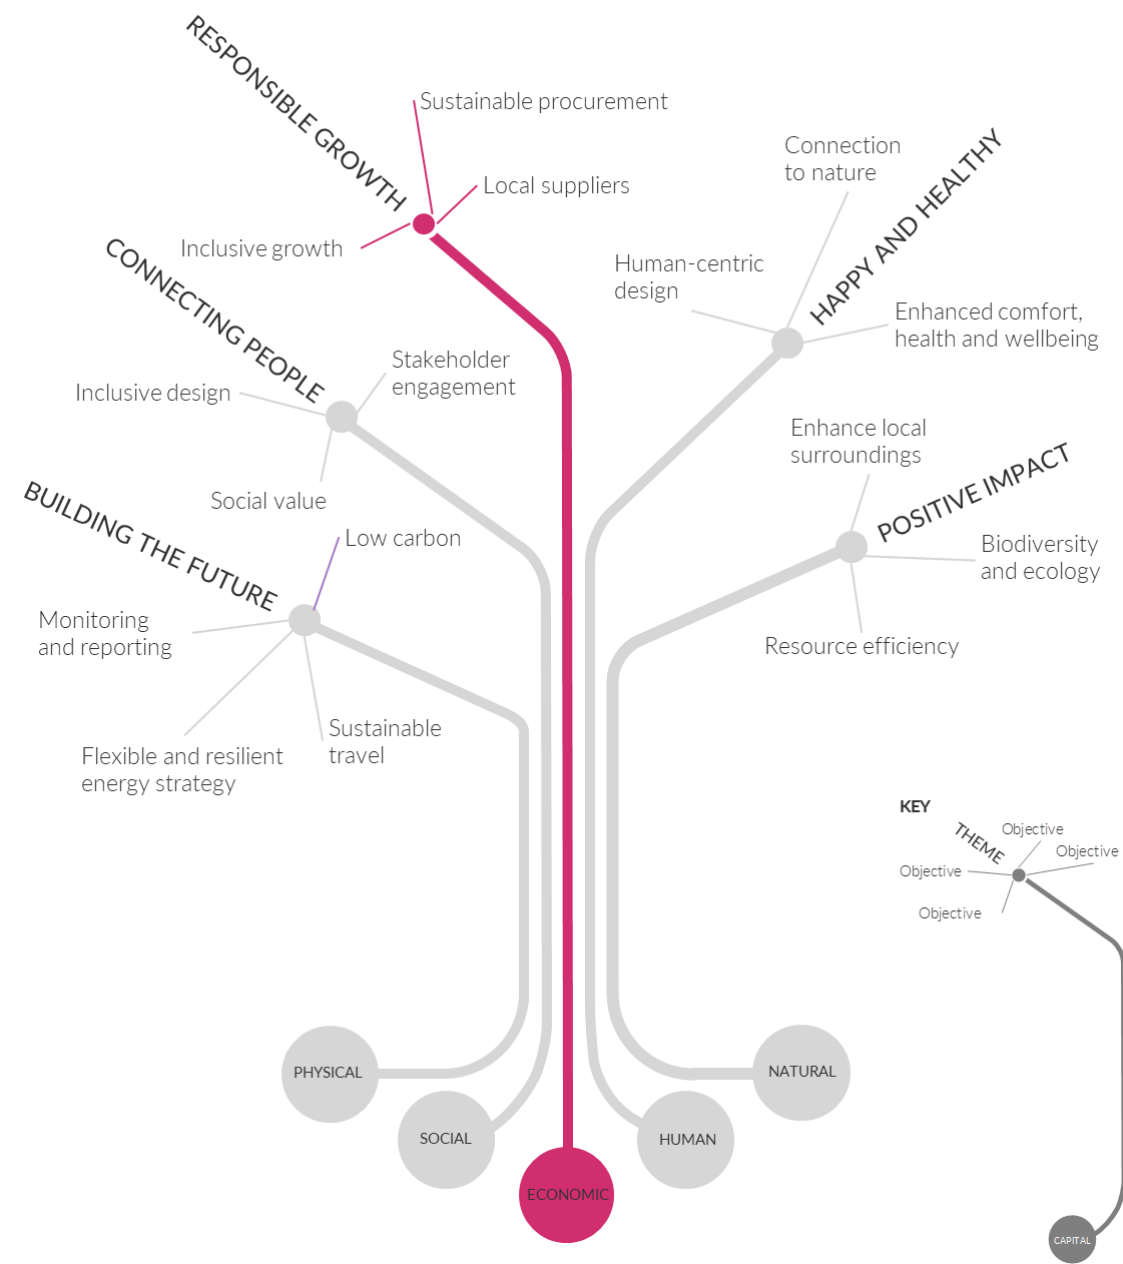 RESPONSIBLE GROWTH
Sustainable procurement
Local suppliers
Inclusive growth
CONNECTING PEOPLE
Stakeholder
engagement
Inclusive design
Social value
BUILDING THE FUTURE
Low carbon
Monitoring
and reporting
Flexible and resilient
energy strategy
Sustainable
travel
HAPPY AND HEALTHY
Connection
to nature
Human-centric
design
Enhanced comfort,
health and wellbeing
POSITIVE IMPACT
Enhance local
surroundings
Biodiversity
and ecology
Resource efficiency
KEY
THEME
Objective
Objective
Objective
Objective
CAPITAL
PHYSICAL
SOCIAL
ECONOMIC
HUMAN
NATURAL